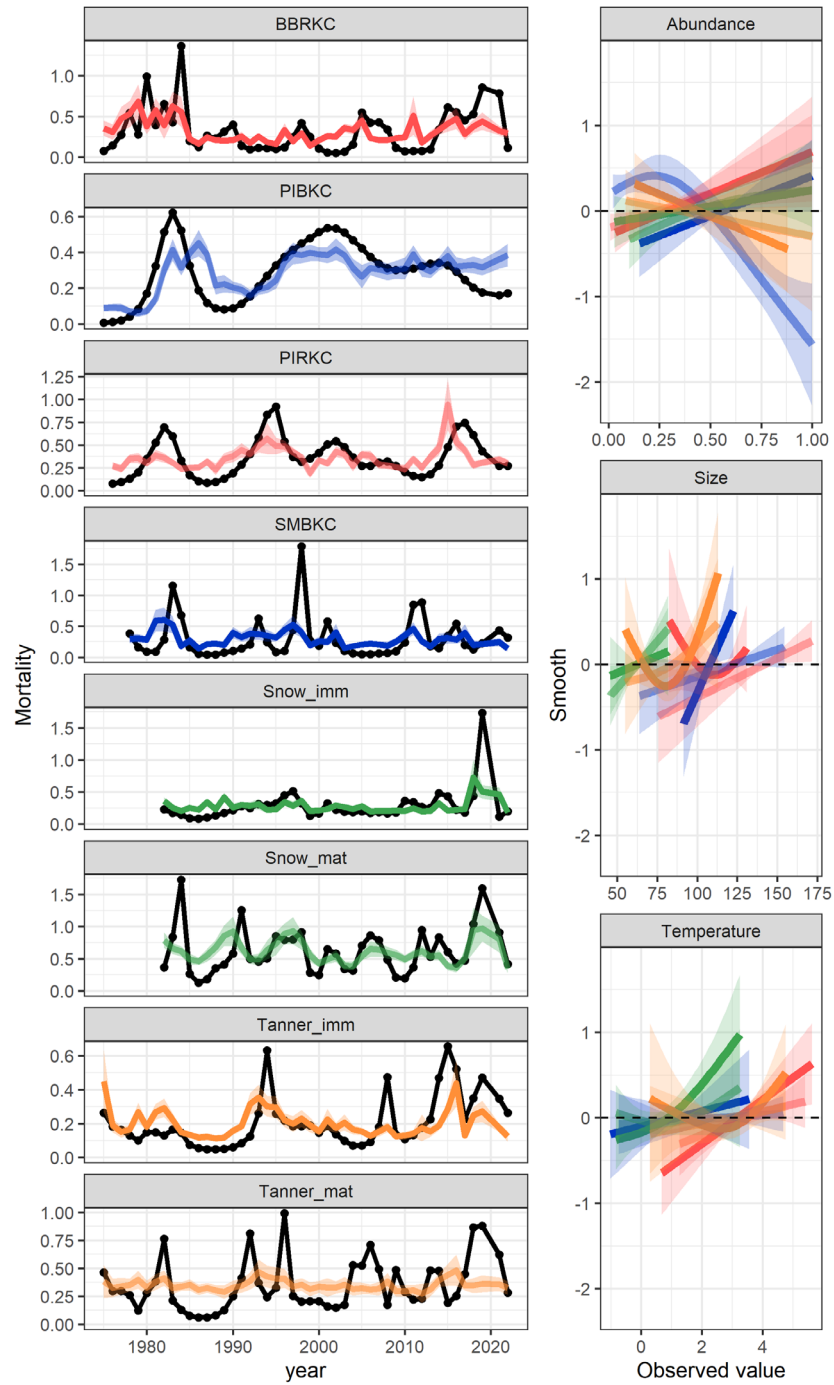 BBRKC
1.0
0.5
0.0
PIBKC
0.6
0.4
0.2
0.0
PIRKC
1.25
1.00
0.75
0.50
0.25
0.00
SMBKC
1.5
1.0
0.5
0.0
Snow_imm
1.5
1.0
0.5
0.0
Snow_mat
1.5
1.0
0.5
0.0
Tanner_imm
0.6
0.4
0.2
0.0
Tanner_mat
1.00
0.75
0.50
0.25
0.00
1980 1990 2000 2010 2020
year
Mortality
Abundance
1
0
-1
-2
0.00 0.25 0.50 0.75 1.00
Size
1
0
-1
-2
50 75 100 125 150 175
Temperature
1
0
-1
-2
0 2 4
Observed value
Smooth